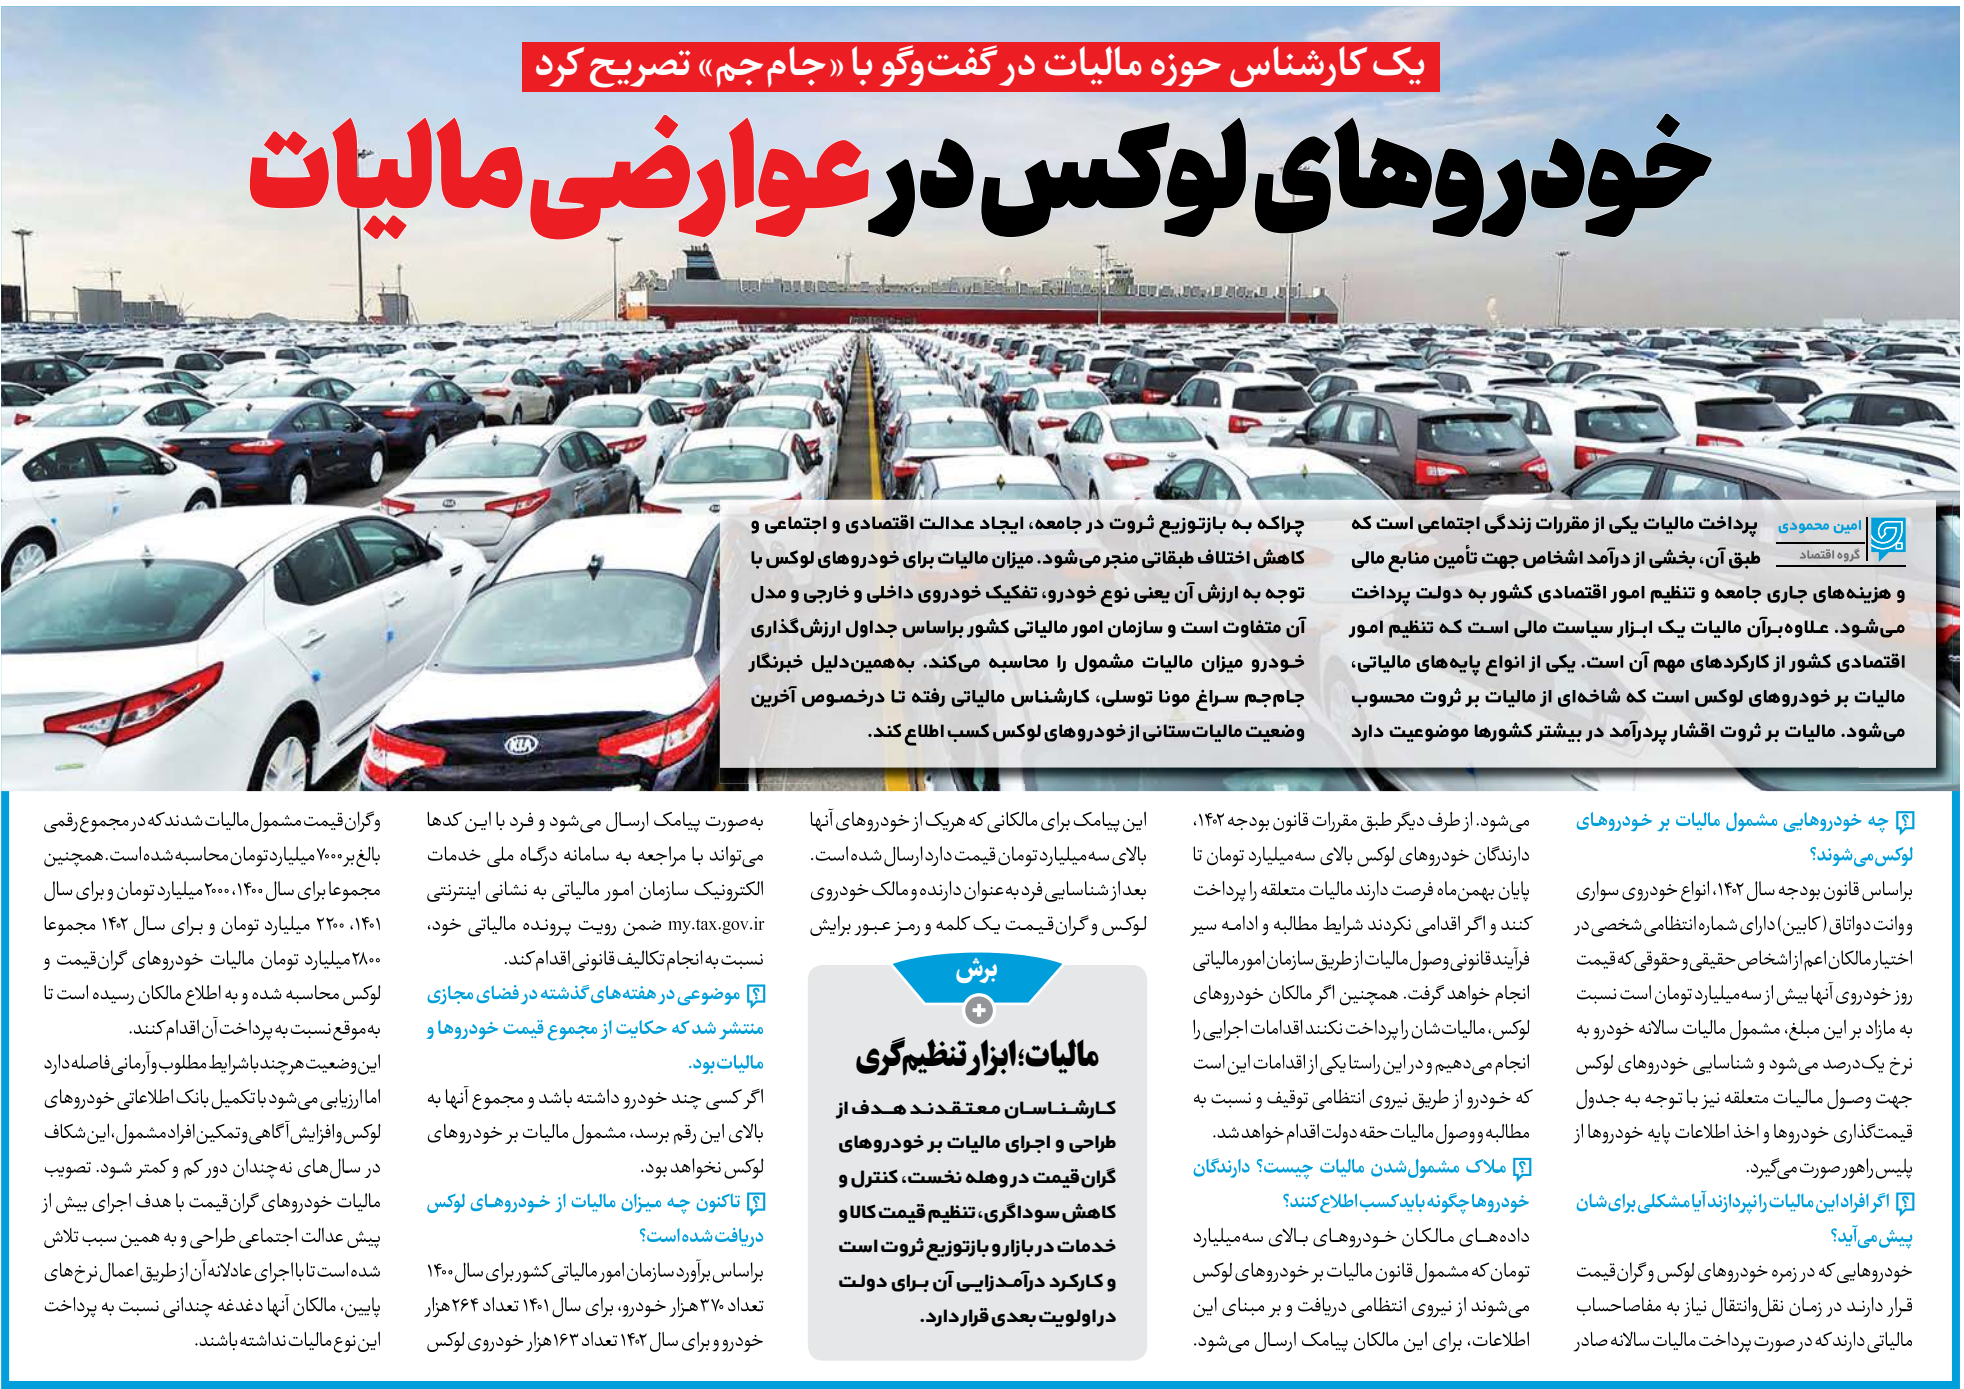 یک کارشناس حوزه مالیات در گفت‌وگو با «جام‌جم» تصریح کرد
خودروهای لوکس در عوارضی مالیات
امین محمودی
گروه اقتصاد
پرداخت مالیات یکی از مقررات زندگی اجتماعی است که
طبق آن، بخشی از درآمد اشخاص جهت تأمین منابع مالی
و هزینه‌های جاری جامعه و تنظیم امور اقتصادی کشور به دولت پرداخت
می‌شود. علاوه‌برآن مالیات یک ابزار سیاست مالی است که تنظیم امور
اقتصادی کشور از کارکردهای مهم آن است. یکی از انواع پایه‌های مالیاتی،
مالیات بر خودروهای لوکس است که شاخه‌ای از مالیات بر ثروت محسوب
می‌شود. مالیات بر ثروت اقشار پردرآمد در بیشتر کشورها موضوعیت دارد
چراکه به بازتوزیع ثروت در جامعه، ایجاد عدالت اقتصادی و اجتماعی و
کاهش اختلاف طبقاتی منجر می‌شود. میزان مالیات برای خودروهای لوکس با
توجه به ارزش آن یعنی نوع خودرو، تفکیک خودروی داخلی و خارجی و مدل
آن متفاوت است و سازمان امور مالیاتی کشور براساس جداول ارزش‌گذاری
خودرو میزان مالیات مشمول را محاسبه می‌کند. به‌همین‌دلیل خبرنگار
جام‌جم سراغ مونا توسلی، کارشناس مالیاتی رفته تا درخصوص آخرین
وضعیت مالیات‌ستانی از خودروهای لوکس کسب اطلاع کند.
چه خودروهایی مشمول مالیات بر خودروهای
لوکس می‌شوند؟
براساس قانون بودجه سال ۱۴۰۲، انواع خودروی سواری
و وانت دواتاق (کابین) دارای شماره انتظامی شخصی در
اختیار مالکان اعم از اشخاص حقیقی و حقوقی که قیمت
روز خودروی آنها بیش از سه‌میلیارد تومان است نسبت
به مازاد بر این مبلغ، مشمول مالیات سالانه خودرو به
نرخ یک‌درصد می‌شود و شناسایی خودروهای لوکس
جهت وصول مالیات متعلقه نیز با توجه به جدول
قیمت‌گذاری خودروها و اخذ اطلاعات پایه خودروها از
پلیس راهور صورت می‌گیرد.
اگر افراد این مالیات را نپردازند آیا مشکلی برای‌شان
پیش می‌آید؟
خودروهایی که در زمره خودروهای لوکس و گران‌قیمت
قرار دارند در زمان نقل‌وانتقال نیاز به مفاصاحساب
مالیاتی دارند که در صورت پرداخت مالیات سالانه صادر
می‌شود. از طرف دیگر طبق مقررات قانون بودجه ۱۴۰۲،
دارندگان خودروهای لوکس بالای سه‌میلیارد تومان تا
پایان بهمن‌ماه فرصت دارند مالیات متعلقه را پرداخت
کنند و اگر اقدامی نکردند شرایط مطالبه و ادامه سیر
فرآیند قانونی وصول مالیات از طریق سازمان امور مالیاتی
انجام خواهد گرفت. همچنین اگر مالکان خودروهای
لوکس، مالیات‌شان را پرداخت نکنند اقدامات اجرایی را
انجام می‌دهیم و در این راستا یکی از اقدامات این است
که خودرو از طریق نیروی انتظامی توقیف و نسبت به
مطالبه و وصول مالیات حقه دولت اقدام خواهد شد.
ملاک مشمول‌شدن مالیات چیست؟ دارندگان
خودروها چگونه باید کسب اطلاع کنند؟
داده‌های مالکان خودروهای بالای سه‌میلیارد
تومان که مشمول قانون مالیات بر خودروهای لوکس
می‌شوند از نیروی انتظامی دریافت و بر مبنای این
اطلاعات، برای این مالکان پیامک ارسال می‌شود.
این پیامک برای مالکانی که هریک از خودروهای آنها
بالای سه‌میلیارد تومان قیمت دارد ارسال شده است.
بعد از شناسایی فرد به‌عنوان دارنده و مالک خودروی
لوکس و گران‌قیمت یک کلمه و رمز عبور برایش
برش
مالیات؛ ابزار تنظیم‌گری
کارشناسان معتقدند هدف از
طراحی و اجرای مالیات بر خودروهای
گران‌قیمت در وهله نخست، کنترل و
کاهش سوداگری، تنظیم قیمت کالا و
خدمات در بازار و بازتوزیع ثروت است
و کارکرد درآمدزایی آن برای دولت
در اولویت بعدی قرار دارد.
به‌صورت پیامک ارسال می‌شود و فرد با این کدها
می‌تواند با مراجعه به سامانه درگاه ملی خدمات
الکترونیک سازمان امور مالیاتی به نشانی اینترنتی
my.tax.gov.ir ضمن رویت پرونده مالیاتی خود،
نسبت به انجام تکالیف قانونی اقدام کند.
موضوعی در هفته‌های گذشته در فضای مجازی
منتشر شد که حکایت از مجموع قیمت خودروها و
مالیات بود.
اگر کسی چند خودرو داشته باشد و مجموع آنها به
بالای این رقم برسد، مشمول مالیات بر خودروهای
لوکس نخواهد بود.
تاکنون چه میزان مالیات از خودروهای لوکس
دریافت شده است؟
براساس برآورد سازمان امور مالیاتی کشور برای سال ۱۴۰۰
تعداد ۳۷۰هزار خودرو، برای سال ۱۴۰۱ تعداد ۲۶۴هزار
خودرو و برای سال ۱۴۰۲ تعداد ۱۶۳هزار خودروی لوکس
و گران قیمت مشمول مالیات شدند که در مجموع رقمی
بالغ بر ۷۰۰۰میلیارد تومان محاسبه شده است. همچنین
مجموعا برای سال ۱۴۰۰، ۲۰۰۰میلیارد تومان و برای سال
۱۴۰۱، ۲۲۰۰ میلیارد تومان و برای سال ۱۴۰۲ مجموعا
۲۸۰۰میلیارد تومان مالیات خودروهای گران‌قیمت و
لوکس محاسبه شده و به اطلاع مالکان رسیده است تا
به‌موقع نسبت به پرداخت آن اقدام کنند.
این وضعیت هرچند با شرایط مطلوب و آرمانی فاصله دارد
اما ارزیابی می‌شود با تکمیل بانک اطلاعاتی خودروهای
لوکس و افزایش آگاهی و تمکین افراد مشمول، این شکاف
در سال‌های نه‌چندان دور کم و کمتر شود. تصویب
مالیات خودروهای گران‌قیمت با هدف اجرای بیش از
پیش عدالت اجتماعی طراحی و به همین سبب تلاش
شده است تا با اجرای عادلانه آن از طریق اعمال نرخ‌های
پایین، مالکان آنها دغدغه چندانی نسبت به پرداخت
این نوع مالیات نداشته باشند.
KIA